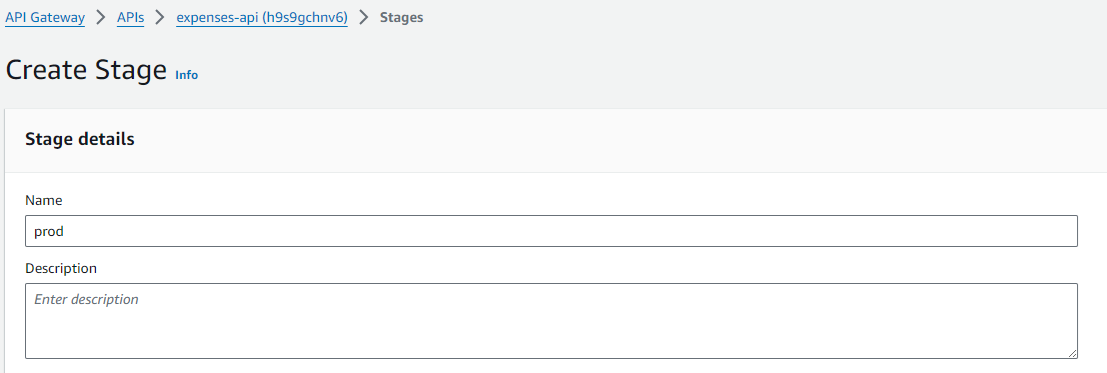 API Gateway > APIs > expenses-api (h9s9gchnv6) > Stages
Create Stage Info
Stage details
Name
prod
Description
Enter description